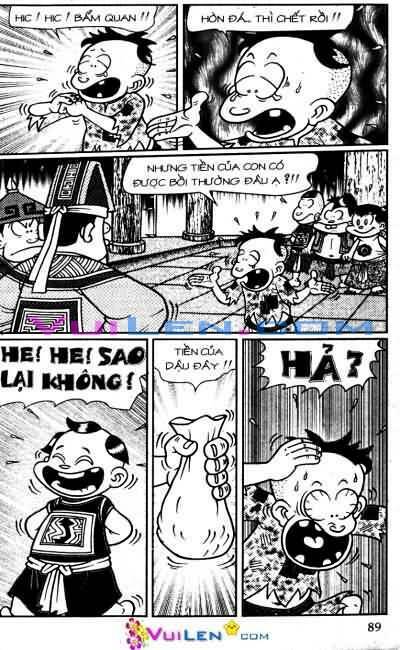 HIC ! HIC ! BẨM QUAN !!
HÒN ĐÁ.. THÌ CHẾT RỒI !!
NHƯNG TIỀN CỦA CON CÓ
ĐƯỢC BỒI THƯỜNG ĐÂU Ạ ?!!
VuiLen.com
HE! HE! SAO
LẠI KHÔNG!
TIỀN CỦA
DẬU ĐÂY !!
HẢ?
89
VuiLen.com